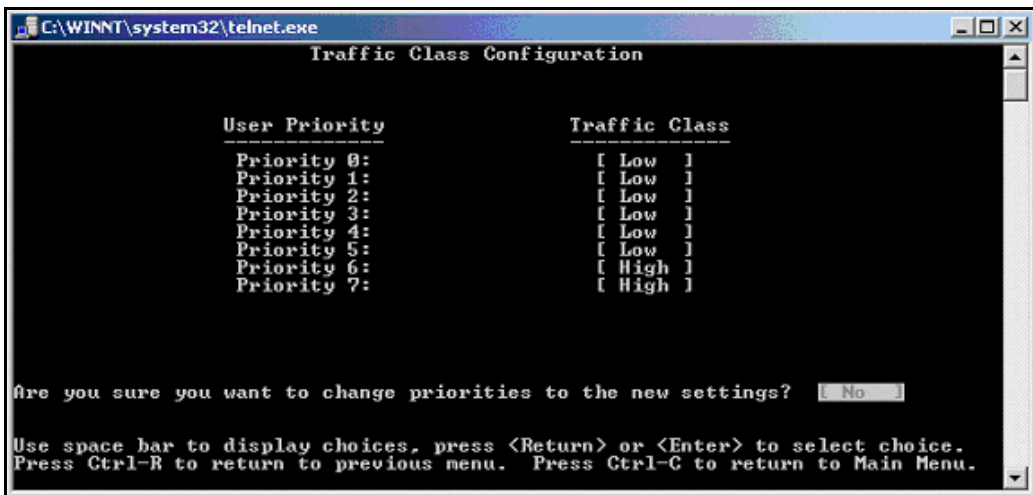 C:\WINNT\system32\telnet.exe
Traffic Class Configuration
User Priority Traffic Class
Priority 0: [ Low ]
Priority 1: [ Low ]
Priority 2: [ Low ]
Priority 3: [ Low ]
Priority 4: [ Low ]
Priority 5: [ Low ]
Priority 6: [ High ]
Priority 7: [ High ]
Are you sure you want to change priorities to the new settings? [ No ]
Use space bar to display choices, press <Return> or <Enter> to select choice.
Press Ctrl-R to return to previous menu. Press Ctrl-C to return to Main Menu.